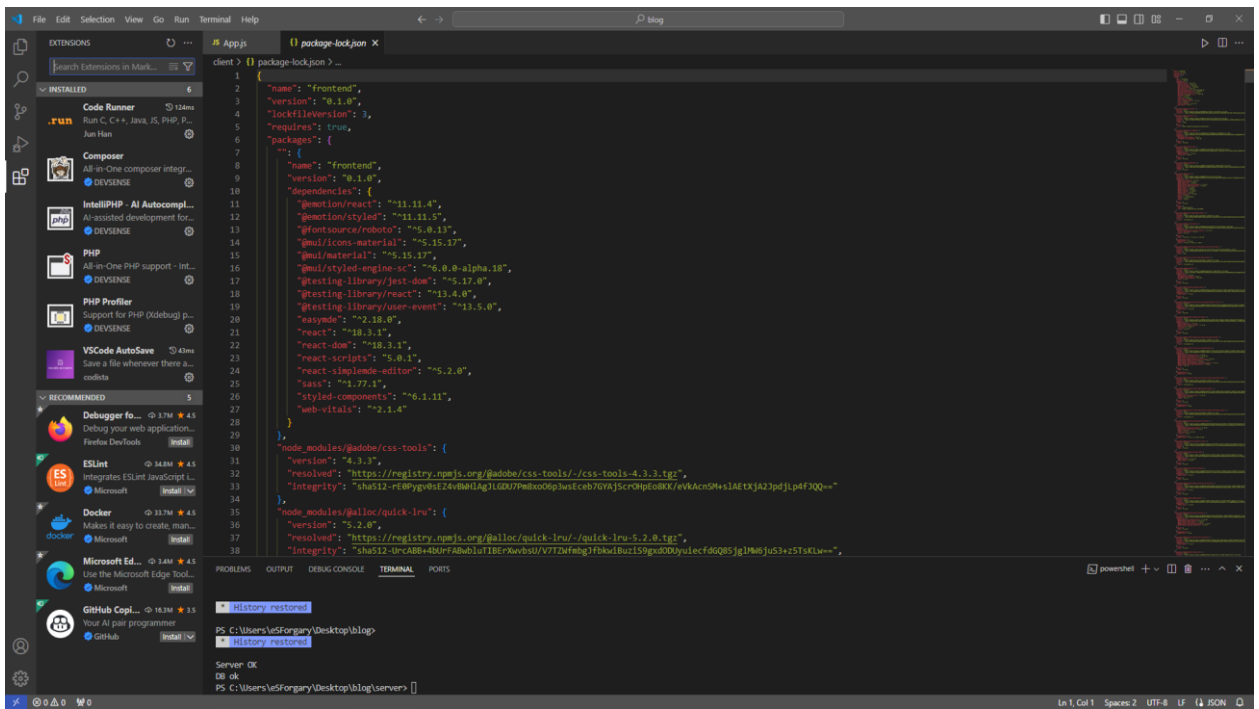 File Edit Selection View Go Run Terminal Help
blog
EXTENSIONS
Search Extensions in Mark...
INSTALLED 6
Code Runner 124ms
Run C, C++, Java, JS, PHP, P...
Jun Han
Composer
All-in-One composer integr...
DEVSENSE
IntelliPHP - AI Autocompl...
AI-assisted development for...
DEVSENSE
PHP
All-in-One PHP support - Int...
DEVSENSE
PHP Profiler
Support for PHP (Xdebug) p...
DEVSENSE
VSCode AutoSave 43ms
Save a file whenever there a...
codista
RECOMMENDED 5
Debugger fo... 3.7M 4.5
Debug your web application...
Firefox DevTools Install
ESLint 34.8M 4.5
Integrates ESLint JavaScript i...
Microsoft Install
Docker 33.7M 4.5
Makes it easy to create, man...
Microsoft Install
Microsoft Ed... 3.4M 4.5
Use the Microsoft Edge Tool...
Microsoft Install
GitHub Copi... 16.3M 3.5
Your AI pair programmer
GitHub Install
JS App.js {} package-lock.json ×
client > {} package-lock.json > ...
1 {
2 "name": "frontend",
3 "version": "0.1.0",
4 "lockfileVersion": 3,
5 "requires": true,
6 "packages": {
7 "": {
8 "name": "frontend",
9 "version": "0.1.0",
10 "dependencies": {
11 "@emotion/react": "^11.11.4",
12 "@emotion/styled": "^11.11.5",
13 "@fontsource/roboto": "^5.0.13",
14 "@mui/icons-material": "^5.15.17",
15 "@mui/material": "^5.15.17",
16 "@mui/styled-engine-sc": "^6.0.0-alpha.18",
17 "@testing-library/jest-dom": "^5.17.0",
18 "@testing-library/react": "^13.4.0",
19 "@testing-library/user-event": "^13.5.0",
20 "easymde": "^2.18.0",
21 "react": "^18.3.1",
22 "react-dom": "^18.3.1",
23 "react-scripts": "5.0.1",
24 "react-simplemde-editor": "^5.2.0",
25 "sass": "^1.77.1",
26 "styled-components": "^6.1.11",
27 "web-vitals": "^2.1.4"
28 }
29 },
30 "node_modules/@adobe/css-tools": {
31 "version": "4.3.3",
32 "resolved": "https://registry.npmjs.org/@adobe/css-tools/-/css-tools-4.3.3.tgz",
33 "integrity":
34 },
35 "node_modules/@alloc/quick-lru": {
36 "version": "5.2.0",
37 "resolved": "https://registry.npmjs.org/@alloc/quick-lru/-/quick-lru-5.2.0.tgz",
38 "integrity":
PROBLEMS OUTPUT DEBUG CONSOLE TERMINAL PORTS
powershell
* History restored
PS C:\Users\eSForgary\Desktop\blog>
* History restored
Server OK
DB ok
PS C:\Users\eSForgary\Desktop\blog\server>
0 0 0
Ln 1, Col 1 Spaces: 2 UTF-8 LF JSON